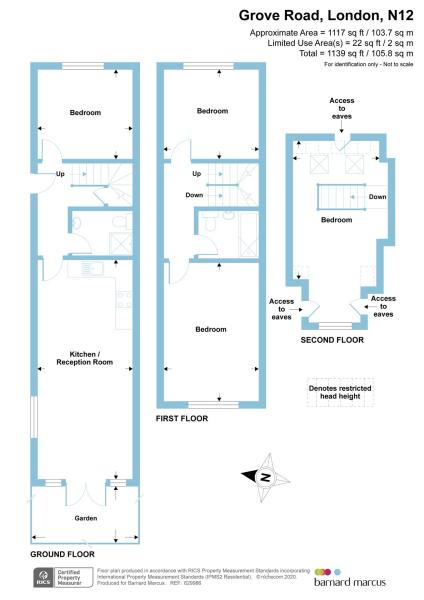 Grove Road, London, N12
Approximate Area = 1117 sq ft / 103.7 sq m
Limited Use Area(s) = 22 sq ft / 2 sq m
Total = 1139 sq ft / 105.8 sq m
For identification only - Not to scale
Bedroom
Up
Kitchen /
Reception Room
Garden
GROUND FLOOR
Bedroom
Up
Down
Bedroom
FIRST FLOOR
Access
to
eaves
Down
Bedroom
Access
to
eaves
Access
to
eaves
SECOND FLOOR
Denotes restricted
head height
N
RICS
Certified
Property
Measurer
Floor plan produced in accordance with RICS Property Measurement Standards incorporating
International Property Measurement Standards (IPMS2 Residential). ©nichecom 2020.
Produced for Barnard Marcus. REF: 629986
barnard marcus